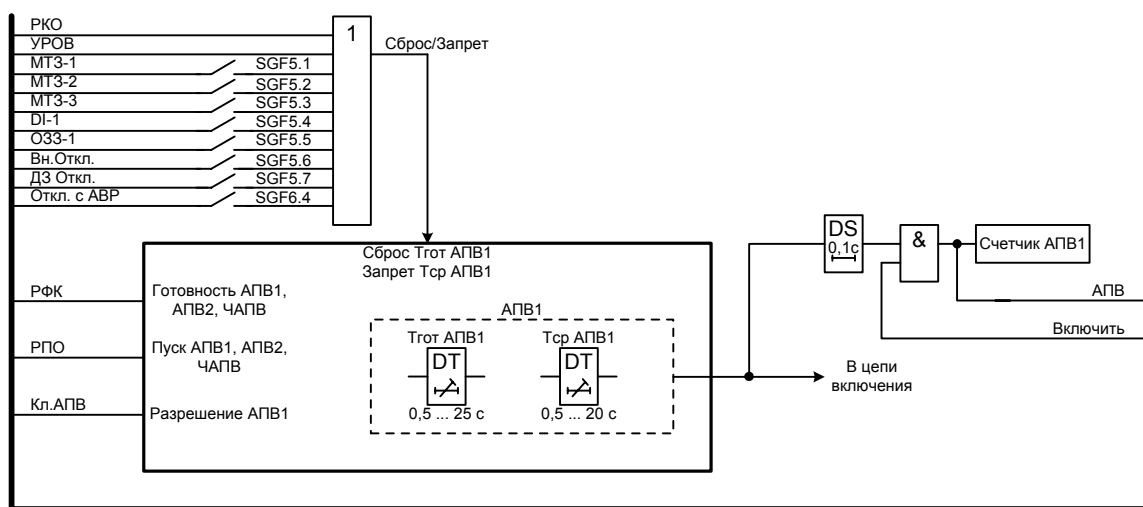 РКО
УРОВ
МТЗ-1
SGF5.1
МТЗ-2
SGF5.2
МТЗ-3
SGF5.3
DI-1
SGF5.4
ОЗЗ-1
SGF5.5
Вн.Откл.
SGF5.6
ДЗ Откл.
SGF5.7
Откл. с АВР
SGF6.4
1
Сброс/Запрет
Сброс Тгот АПВ1
Запрет Тср АПВ1
РФК
Готовность АПВ1,
АПВ2, ЧАПВ
РПО
Пуск АПВ1, АПВ2,
ЧАПВ
Кл.АПВ
Разрешение АПВ1
АПВ1
Тгот АПВ1
DT
0,5 ... 25 с
Тср АПВ1
DT
0,5 ... 20 с
DS
0,1с
&
Счетчик АПВ1
АПВ
Включить
В цепи
включения